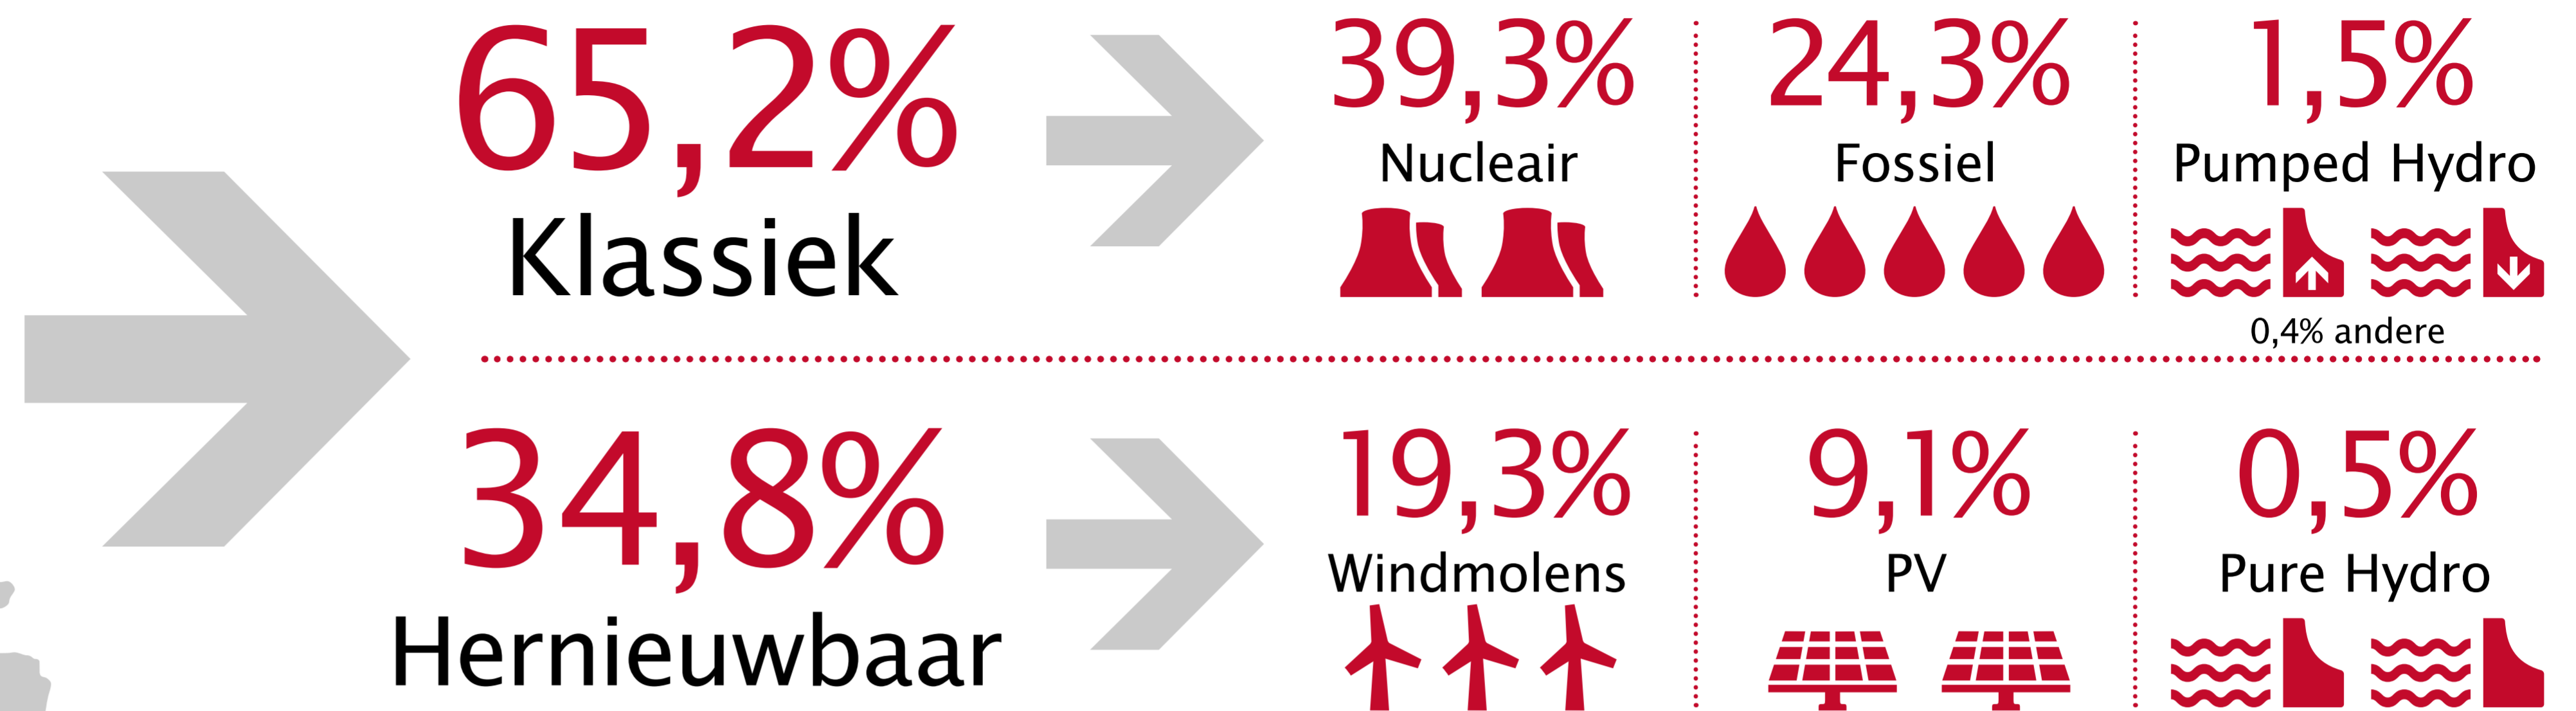 65,2%
Klassiek
39,3%
Nucleair
24,3%
Fossiel
1,5%
Pumped Hydro
0,4% andere
34,8%
Hernieuwbaar
19,3%
Windmolens
9,1%
PV
0,5%
Pure Hydro